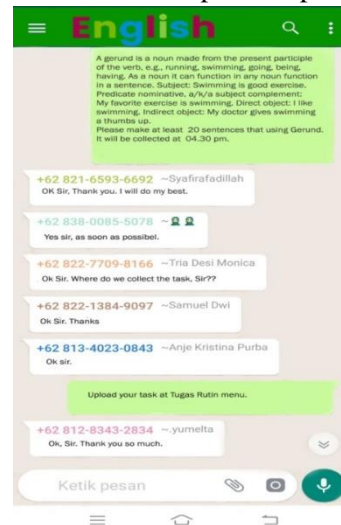 English
A gerund is a noun made from the present participle
of the verb, e.g., running, swimming, going, being,
having. As a noun it can function in any noun function
in a sentence. Subject: Swimming is good exercise.
Predicate nominative, a/k/a subject complement:
My favorite exercise is swimming. Direct object: I like
swimming. Indirect object: My doctor gives swimming
a thumbs up.
Please make at least 20 sentences that using Gerund.
It will be collected at 04.30 pm.
+62 821-6593-6692 ~Syafirafadillah
OK Sir, Thank you. I will do my best.
+62 838-0085-5078 ~
Yes sir, as soon as possibel.
+62 822-7709-8166 ~Tria Desi Monica
Ok Sir. Where do we collect the task, Sir??
+62 822-1384-9097 ~Samuel Dwi
Ok Sir. Thanks
+62 813-4023-0843 ~Anje Kristina Purba
Ok sir.
Upload your task at Tugas Rutin menu.
+62 812-8343-2834 ~.yumelta
Ok, Sir. Thank you so much.
Ketik pesan